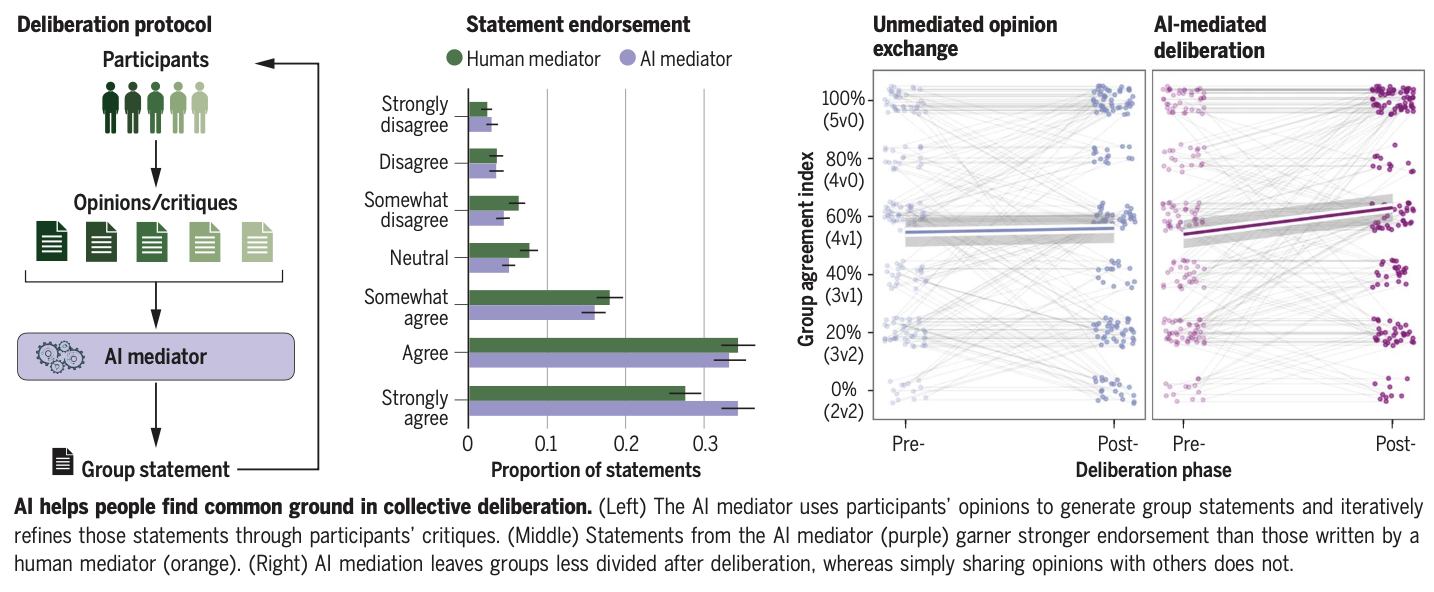 Deliberation protocol
Participants
Opinions/critiques
AI mediator
Group statement
Statement endorsement
Human mediator
AI mediator
Strongly
disagree
Disagree
Somewhat
disagree
Neutral
Somewhat
agree
Agree
Strongly
agree
0 0.1 0.2 0.3
Proportion of statements
Unmediated opinion
exchange
AI-mediated
deliberation
Group agreement index
100%
(5v0)
80%
(4v0)
60%
(4v1)
40%
(3v1)
20%
(3v2)
0%
(2v2)
Pre- Post- Pre- Post-
Deliberation phase
AI helps people find common ground in collective deliberation. (Left) The AI mediator uses participants’ opinions to generate group statements and iteratively
refines those statements through participants’ critiques. (Middle) Statements from the AI mediator (purple) garner stronger endorsement than those written by a
human mediator (orange). (Right) AI mediation leaves groups less divided after deliberation, whereas simply sharing opinions with others does not.